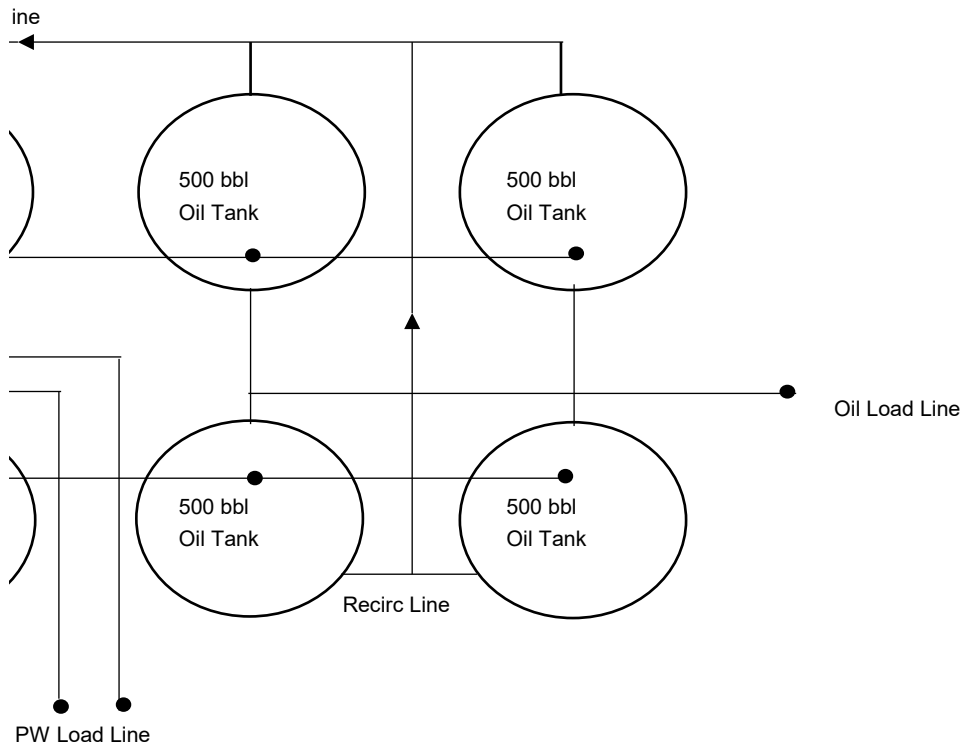 ine
500 bbl
Oil Tank
500 bbl
Oil Tank
Oil Load Line
500 bbl
Oil Tank
500 bbl
Oil Tank
Recirc Line
PW Load Line